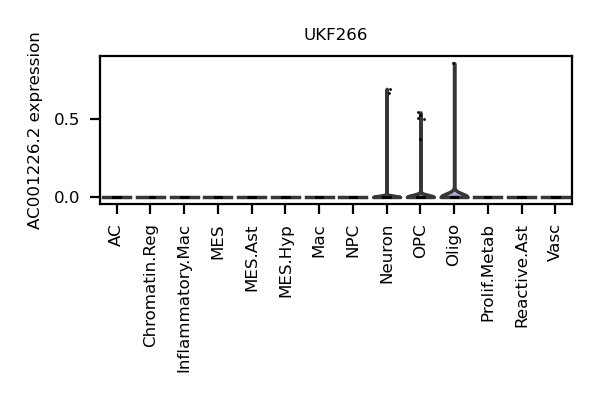 UKF266
AC001226.2 expression
0.5
0.0
AC
Chromatin.Reg
Inflammatory.Mac
MES
MES.Ast
MES.Hyp
Mac
NPC
Neuron
OPC
Oligo
Prolif.Metab
Reactive.Ast
Vasc